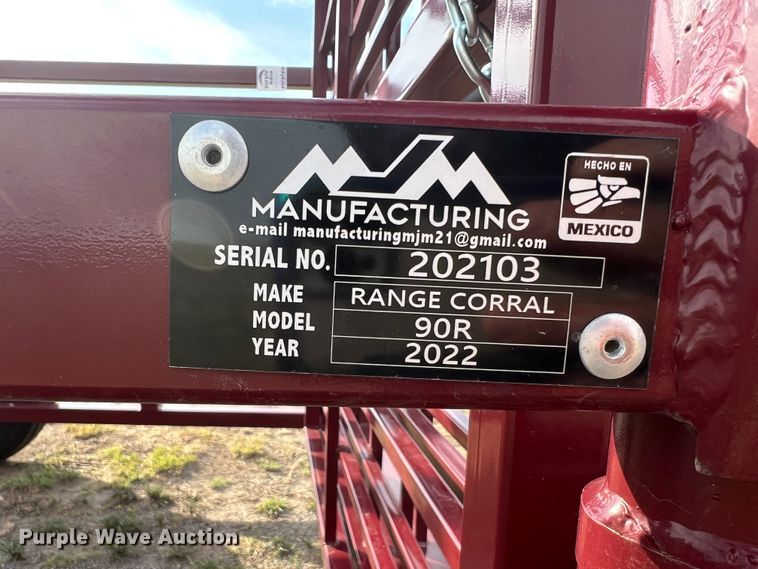 MJM
MANUFACTURING
e-mail manufacturingmjm21@gmail.com
HECHO EN
MEXICO
SERIAL NO. 202103
MAKE RANGE CORRAL
MODEL 90R
YEAR 2022
Purple Wave Auction